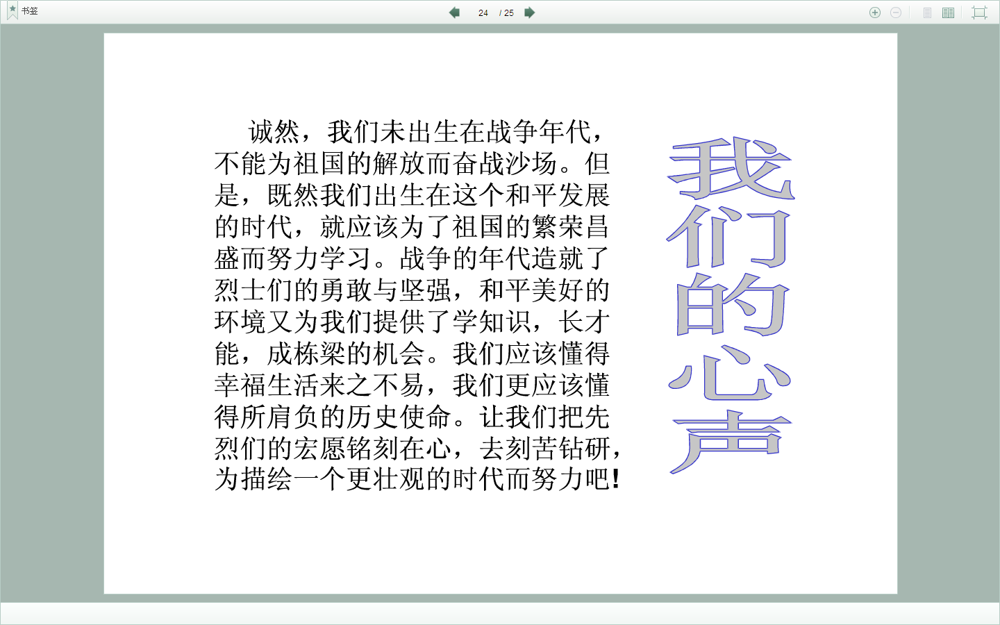 书签
24 / 25
诚然，我们未出生在战争年代，
不能为祖国的解放而奋战沙场。但
是，既然我们出生在这个和平发展
的时代，就应该为了祖国的繁荣昌
盛而努力学习。战争的年代造就了
烈士们的勇敢与坚强，和平美好的
环境又为我们提供了学知识，长才
能，成栋梁的机会。我们应该懂得
幸福生活来之不易，我们更应该懂
得所肩负的历史使命。让我们把先
烈们的宏愿铭刻在心，去刻苦钻研，
为描绘一个更壮观的时代而努力吧!
我们的心声